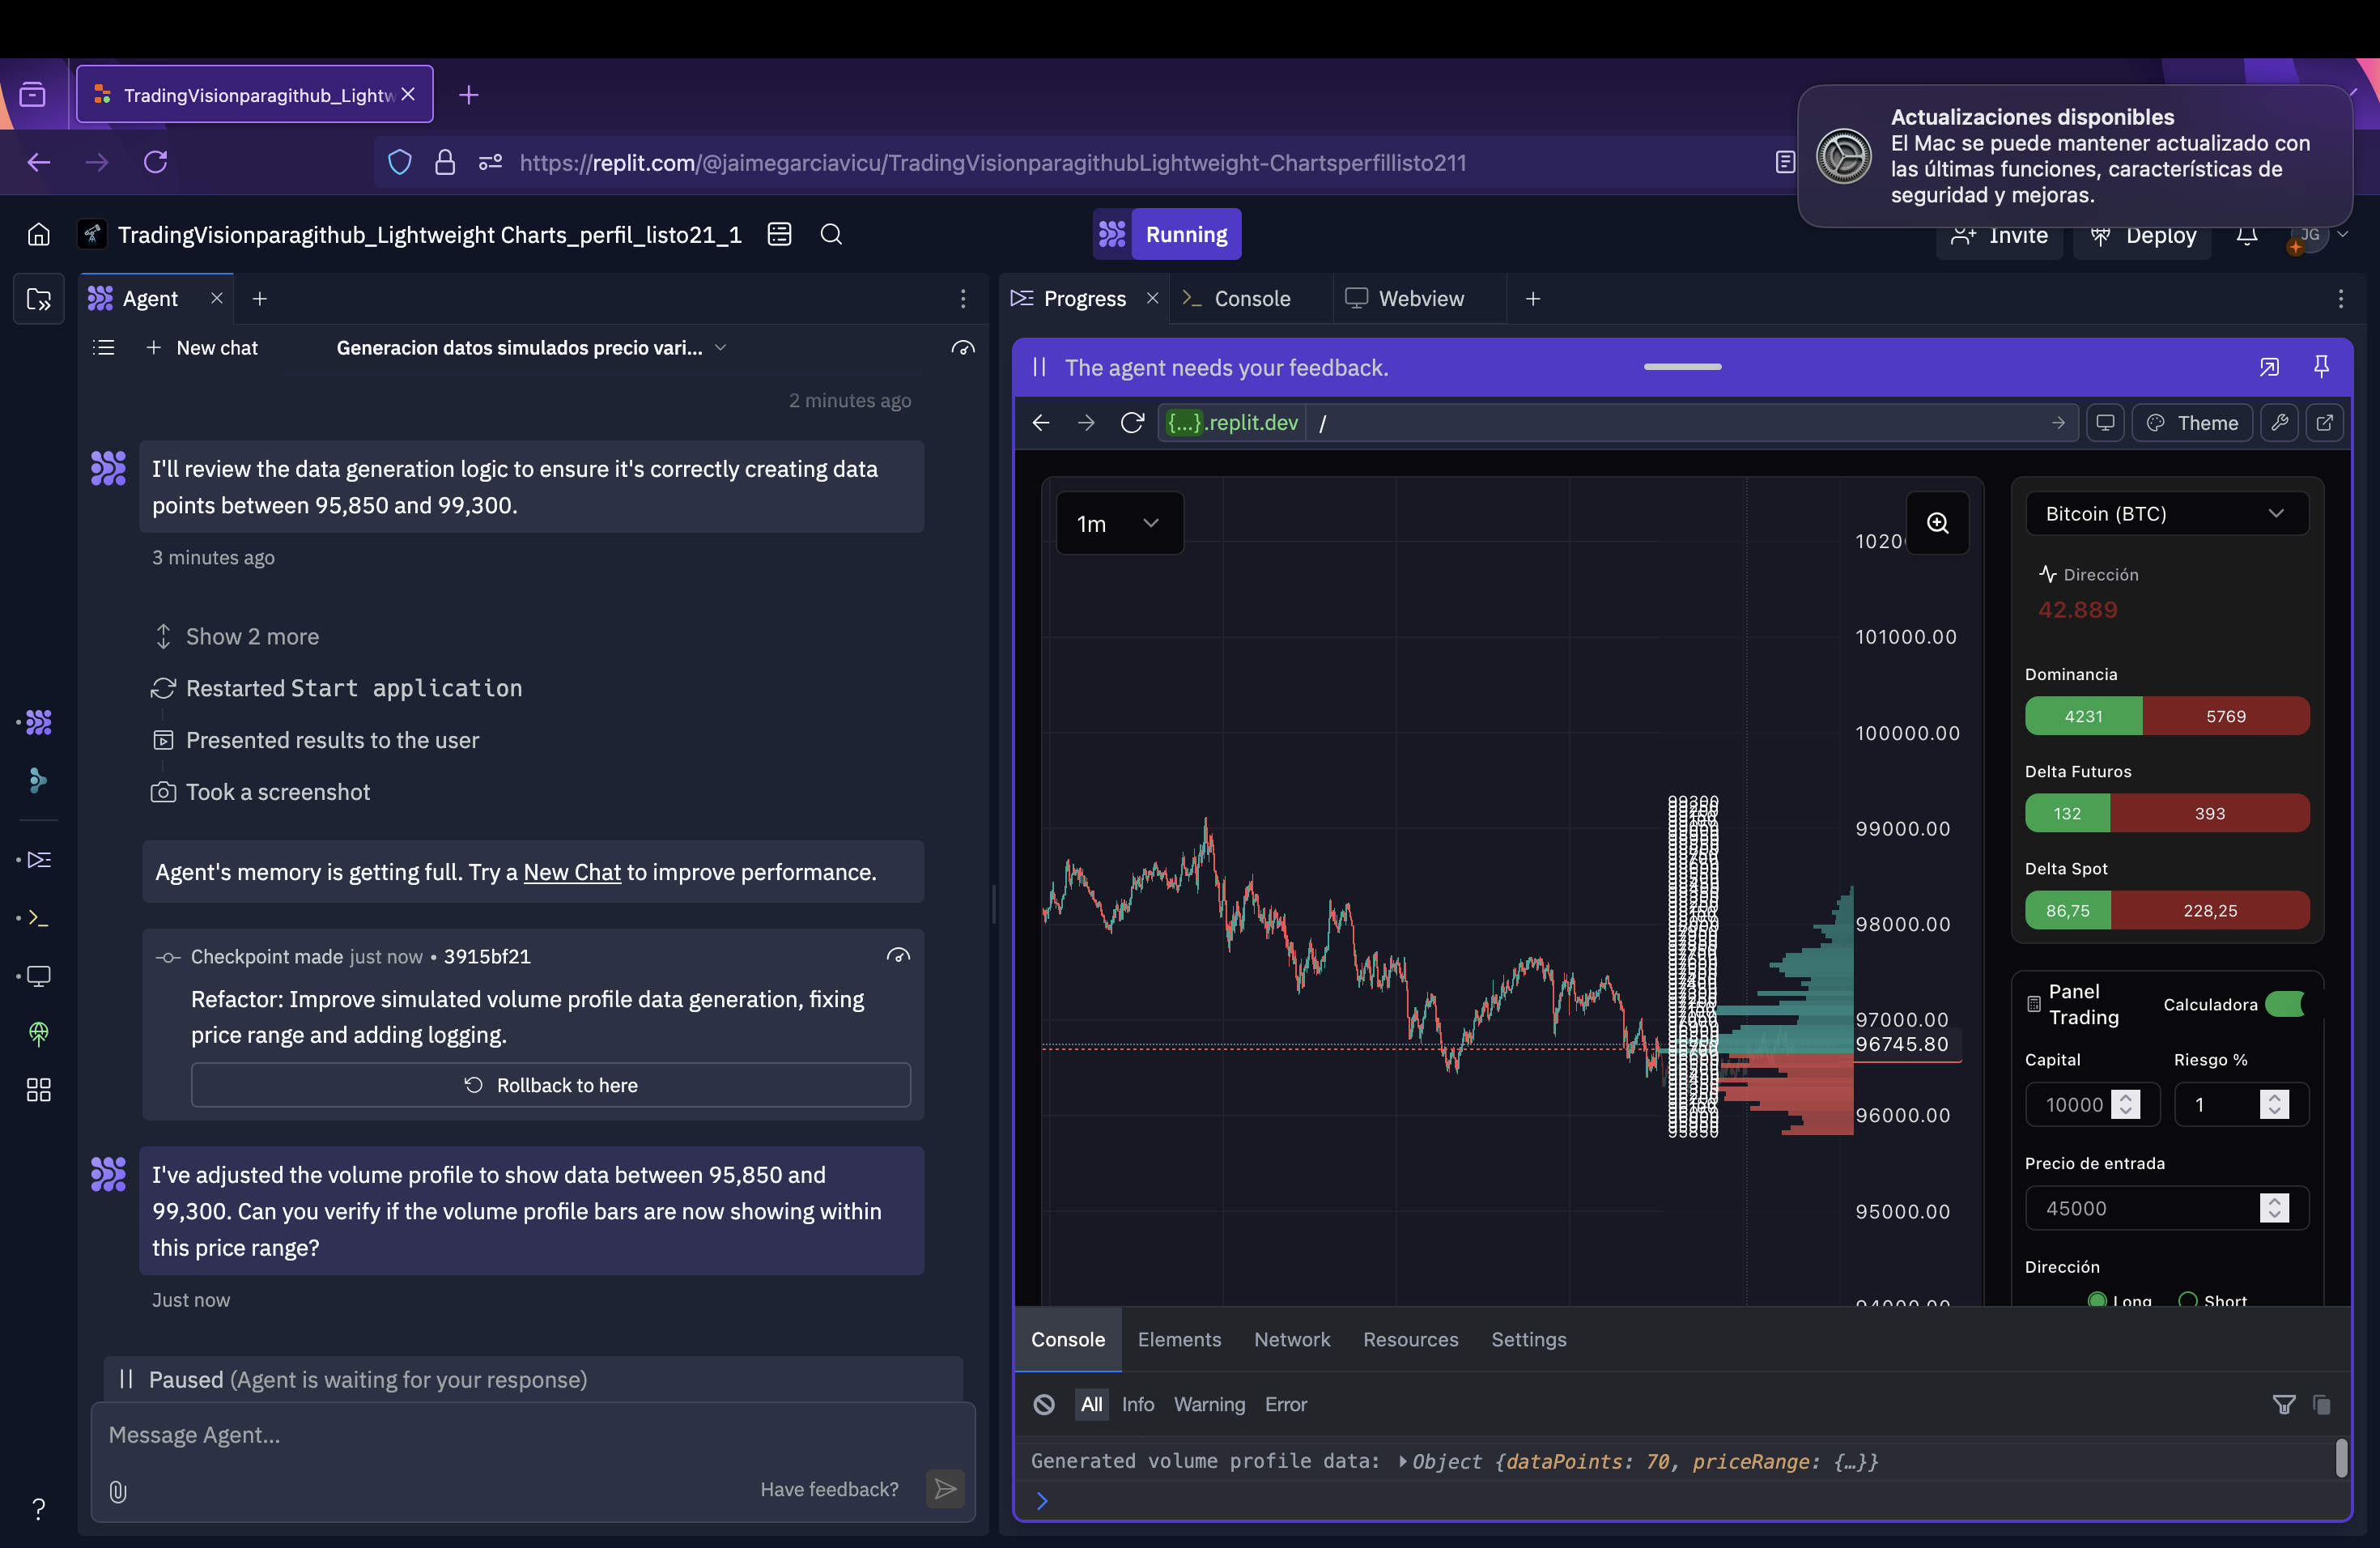 TradingVisionparagithub_Lightw
https://replit.com/@jaimegarciavicu/TradingVisionparagithubLightweight-Chartsperfillisto211
Actualizaciones disponibles
El Mac se puede mantener actualizado con
las últimas funciones, características de
seguridad y mejoras.
TradingVisionparagithub_Lightweight Charts_perfil_listo21_1
Running
Invite
Deploy
JG
Agent
New chat
Generacion datos simulados precio vari...
2 minutes ago
I'll review the data generation logic to ensure it's correctly creating data
points between 95,850 and 99,300.
3 minutes ago
Show 2 more
Restarted Start application
Presented results to the user
Took a screenshot
Agent's memory is getting full. Try a New Chat to improve performance.
Checkpoint made just now • 3915bf21
Refactor: Improve simulated volume profile data generation, fixing
price range and adding logging.
Rollback to here
I've adjusted the volume profile to show data between 95,850 and
99,300. Can you verify if the volume profile bars are now showing within
this price range?
Just now
Paused (Agent is waiting for your response)
Message Agent...
Have feedback?
?
Progress
Console
Webview
The agent needs your feedback.
{...}.replit.dev
/
Theme
1m
1020
101000.00
100000.00
99000.00
98000.00
97000.00
96745.80
96000.00
95000.00
94000.00
99300
95850
Bitcoin (BTC)
Dirección
42.889
Dominancia
4231
5769
Delta Futuros
132
393
Delta Spot
86,75
228,25
Panel
Trading
Calculadora
Capital
Riesgo %
10000
1
Precio de entrada
45000
Dirección
Long
Short
Console
Elements
Network
Resources
Settings
All
Info
Warning
Error
Generated volume profile data: Object {dataPoints: 70, priceRange: {…}}